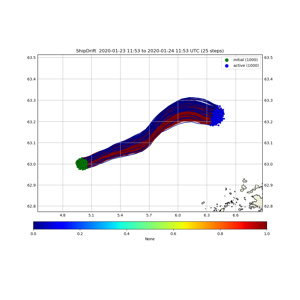 ShipDrift 2020-01-23 11:53 to 2020-01-24 11:53 UTC (25 steps)
63.5 63.5
initial (1000)
active (1000)
63.4 63.4
63.3 63.3
63.2 63.2
63.1 63.1
63.0 63.0
62.9 62.9
62.8 62.8
4.8 5.1 5.4 5.7 6.0 6.3 6.6
0.0 0.2 0.4 0.6 0.8 1.0
None